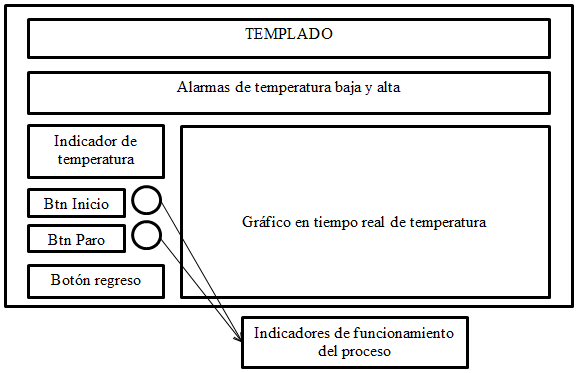 TEMPLADO
Alarmas de temperatura baja y alta
Indicador de
temperatura
Btn Inicio
Btn Paro
Botón regreso
Gráfico en tiempo real de temperatura
Indicadores de funcionamiento
del proceso